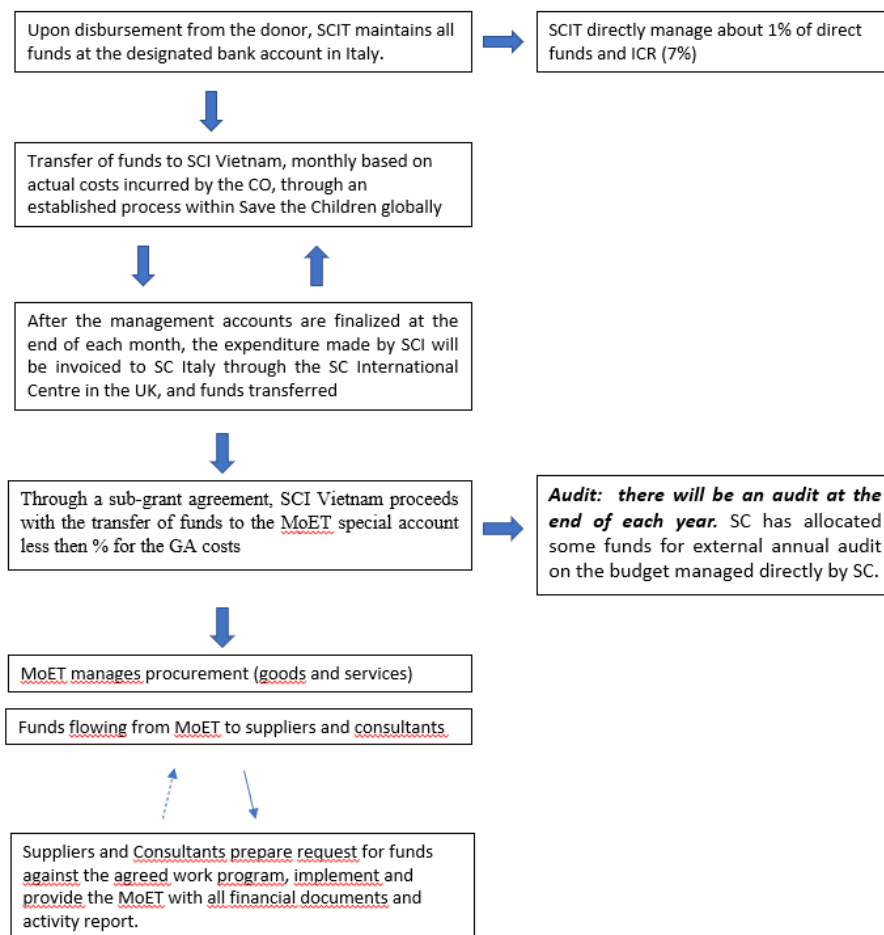 Upon disbursement from the donor, SCIT maintains all
funds at the designated bank account in Italy.
SCIT directly manage about 1% of direct
funds and ICR (7%)
Transfer of funds to SCI Vietnam, monthly based on
actual costs incurred by the CO, through an
established process within Save the Children globally
After the management accounts are finalized at the
end of each month, the expenditure made by SCI will
be invoiced to SC Italy through the SC International
Centre in the UK, and funds transferred
Through a sub-grant agreement, SCI Vietnam proceeds
with the transfer of funds to the MoET special account
less then % for the GA costs
Audit: there will be an audit at the
end of each year. SC has allocated
some funds for external annual audit
on the budget managed directly by SC.
MoET manages procurement (goods and services)
Funds flowing from MoET to suppliers and consultants
Suppliers and Consultants prepare request for funds
against the agreed work program, implement and
provide the MoET with all financial documents and
activity report.